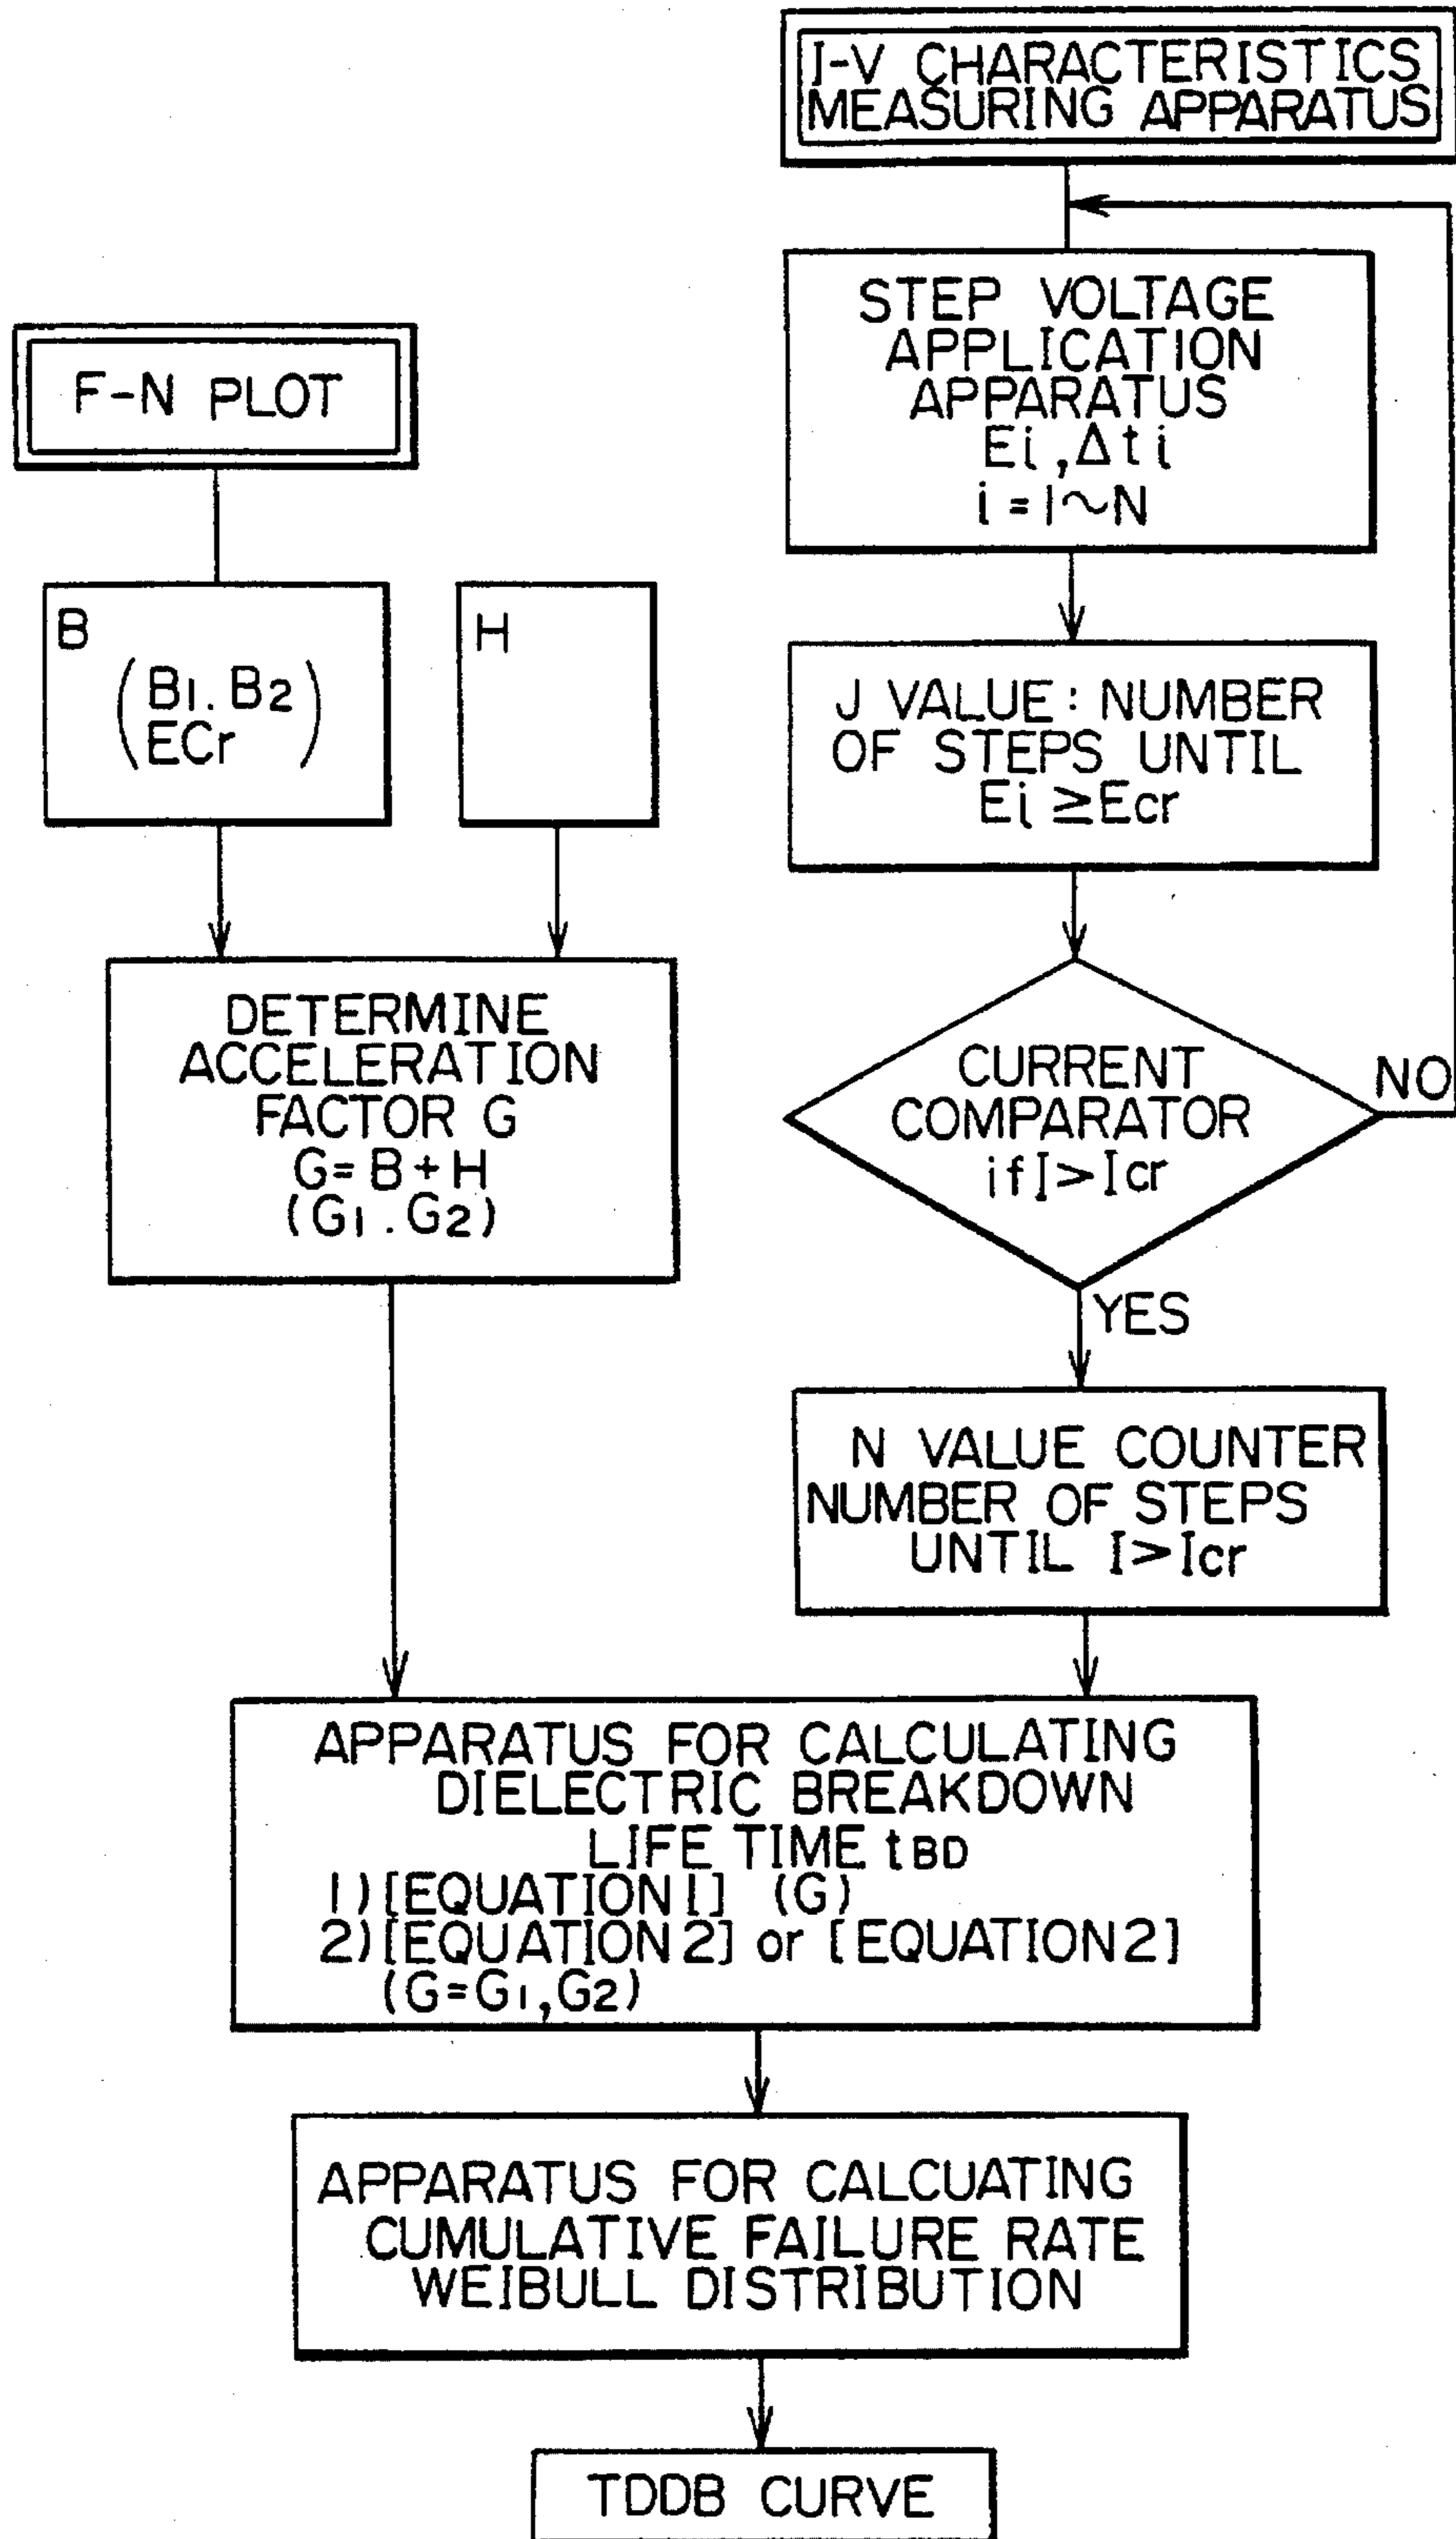 I-V CHARACTERISTICS
MEASURING APPARATUS
STEP VOLTAGE
APPLICATION
APPARATUS
Ei, Δti
i = 1~N
F-N PLOT
B
(B1. B2
ECr)
H
J VALUE: NUMBER
OF STEPS UNTIL
Ei ≥ Ecr
DETERMINE
ACCELERATION
FACTOR G
G = B + H
(G1. G2)
CURRENT
COMPARATOR
if I > Icr
NO
YES
N VALUE COUNTER
NUMBER OF STEPS
UNTIL I > Icr
APPARATUS FOR CALCULATING
DIELECTRIC BREAKDOWN
LIFE TIME tBD
1) [EQUATION 1] (G)
2) [EQUATION 2] or [EQUATION 2]
(G=G1, G2)
APPARATUS FOR CALCUATING
CUMULATIVE FAILURE RATE
WEIBULL DISTRIBUTION
TDDB CURVE